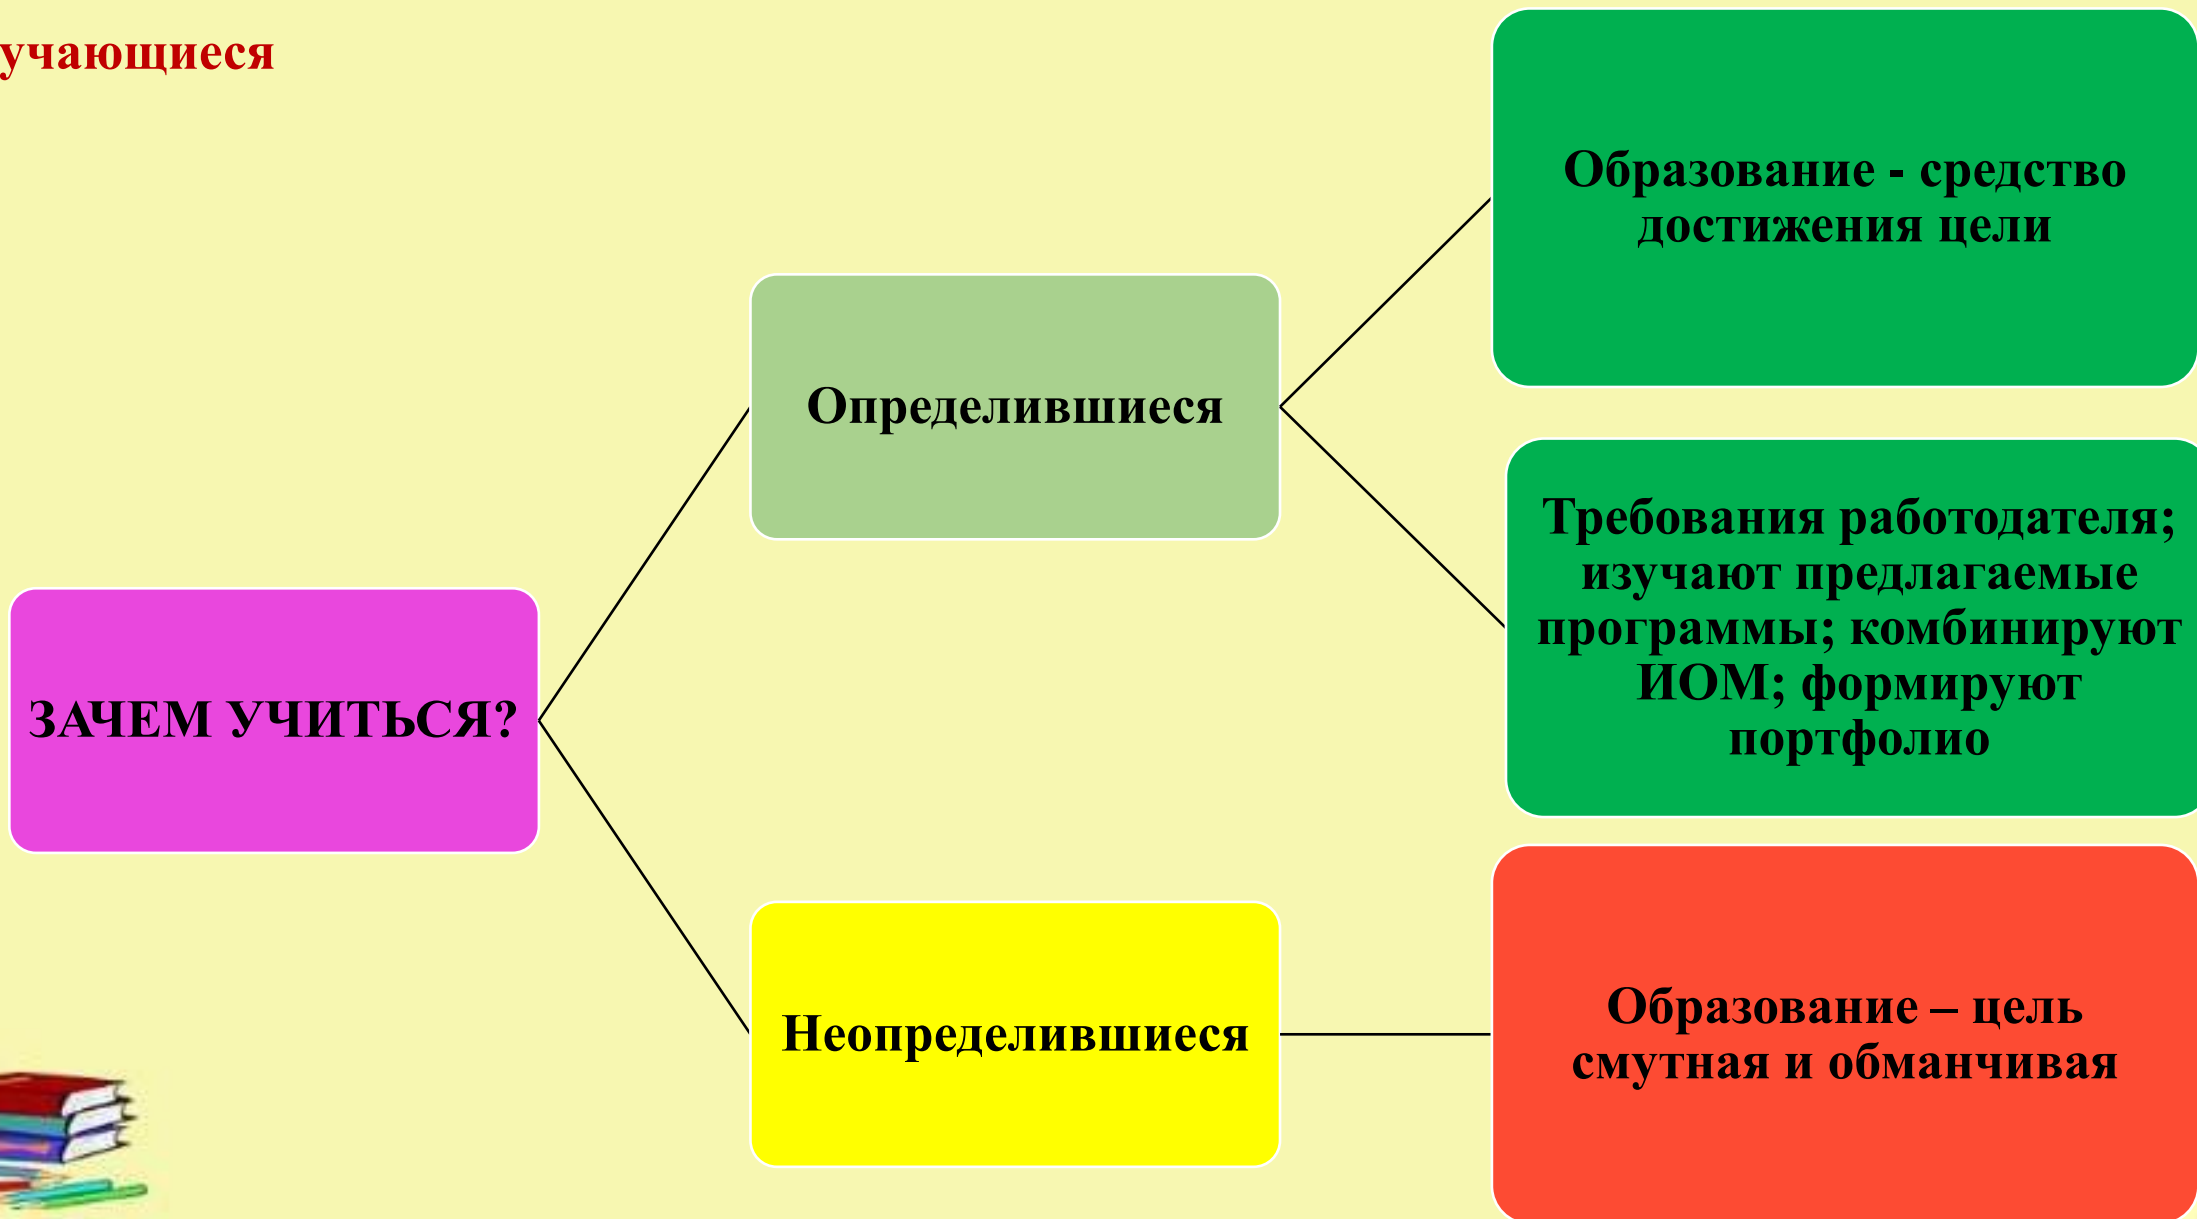 учающиеся
Образование - средство
достижения цели
Определившиеся
Требования работодателя;
изучают предлагаемые
программы; комбинируют
ИОМ; формируют
портфолио
ЗАЧЕМ УЧИТЬСЯ?
Неопределившиеся
Образование – цель
смутная и обманчивая